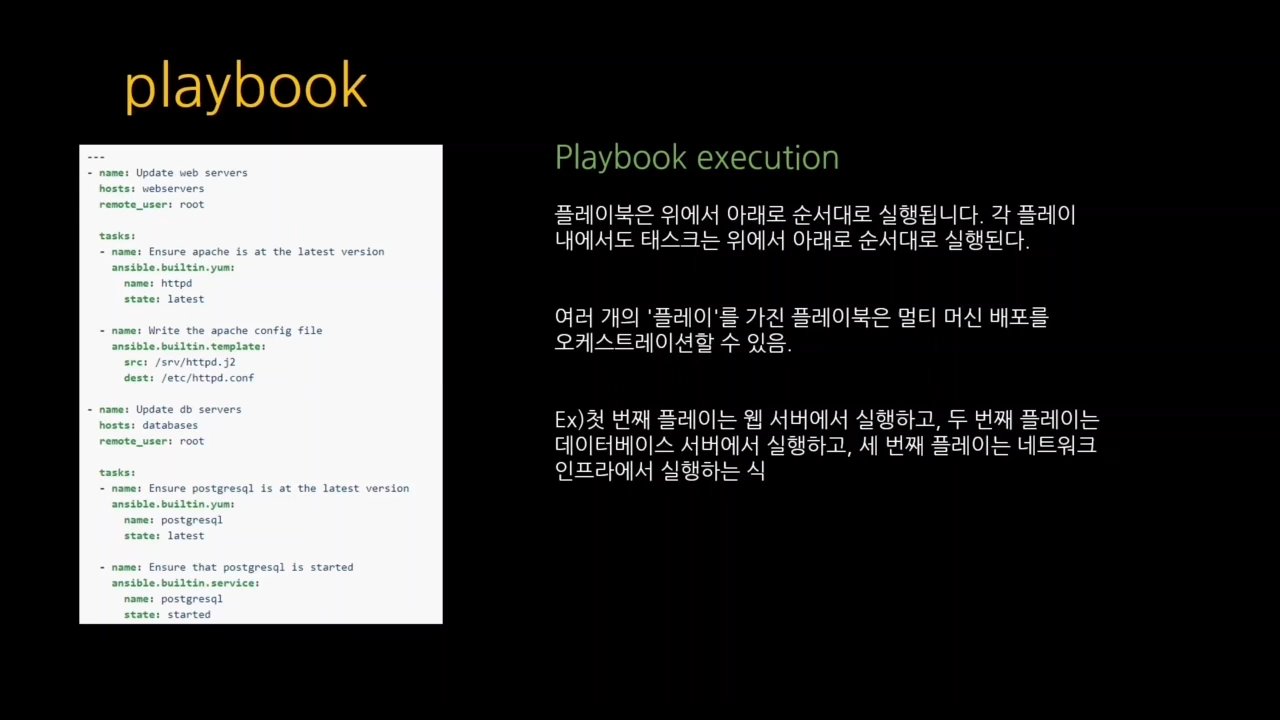 playbook
---
- name: Update web servers
  hosts: webservers
  remote_user: root

  tasks:
  - name: Ensure apache is at the latest version
    ansible.builtin.yum:
      name: httpd
      state: latest

  - name: Write the apache config file
    ansible.builtin.template:
      src: /srv/httpd.j2
      dest: /etc/httpd.conf

- name: Update db servers
  hosts: databases
  remote_user: root

  tasks:
  - name: Ensure postgresql is at the latest version
    ansible.builtin.yum:
      name: postgresql
      state: latest

  - name: Ensure that postgresql is started
    ansible.builtin.service:
      name: postgresql
      state: started
Playbook execution
플레이북은 위에서 아래로 순서대로 실행됩니다. 각 플레이
내에서도 태스크는 위에서 아래로 순서대로 실행된다.
여러 개의 '플레이'를 가진 플레이북은 멀티 머신 배포를
오케스트레이션할 수 있음.
Ex)첫 번째 플레이는 웹 서버에서 실행하고, 두 번째 플레이는
데이터베이스 서버에서 실행하고, 세 번째 플레이는 네트워크
인프라에서 실행하는 식